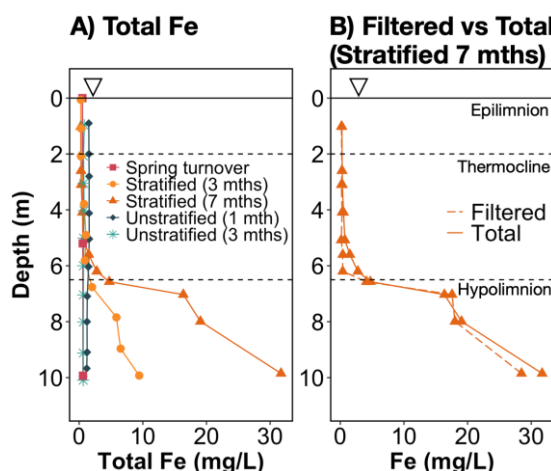 A) Total Fe
B) Filtered vs Total
(Stratified 7 mths)
Depth (m)
0
2
4
6
8
10
Spring turnover
Stratified (3 mths)
Stratified (7 mths)
Unstratified (1 mth)
Unstratified (3 mths)
0
10
20
30
Total Fe (mg/L)
0
2
4
6
8
10
Epilimnion
Thermocline
Filtered
Total
Hypolimnion
0
10
20
30
Fe (mg/L)